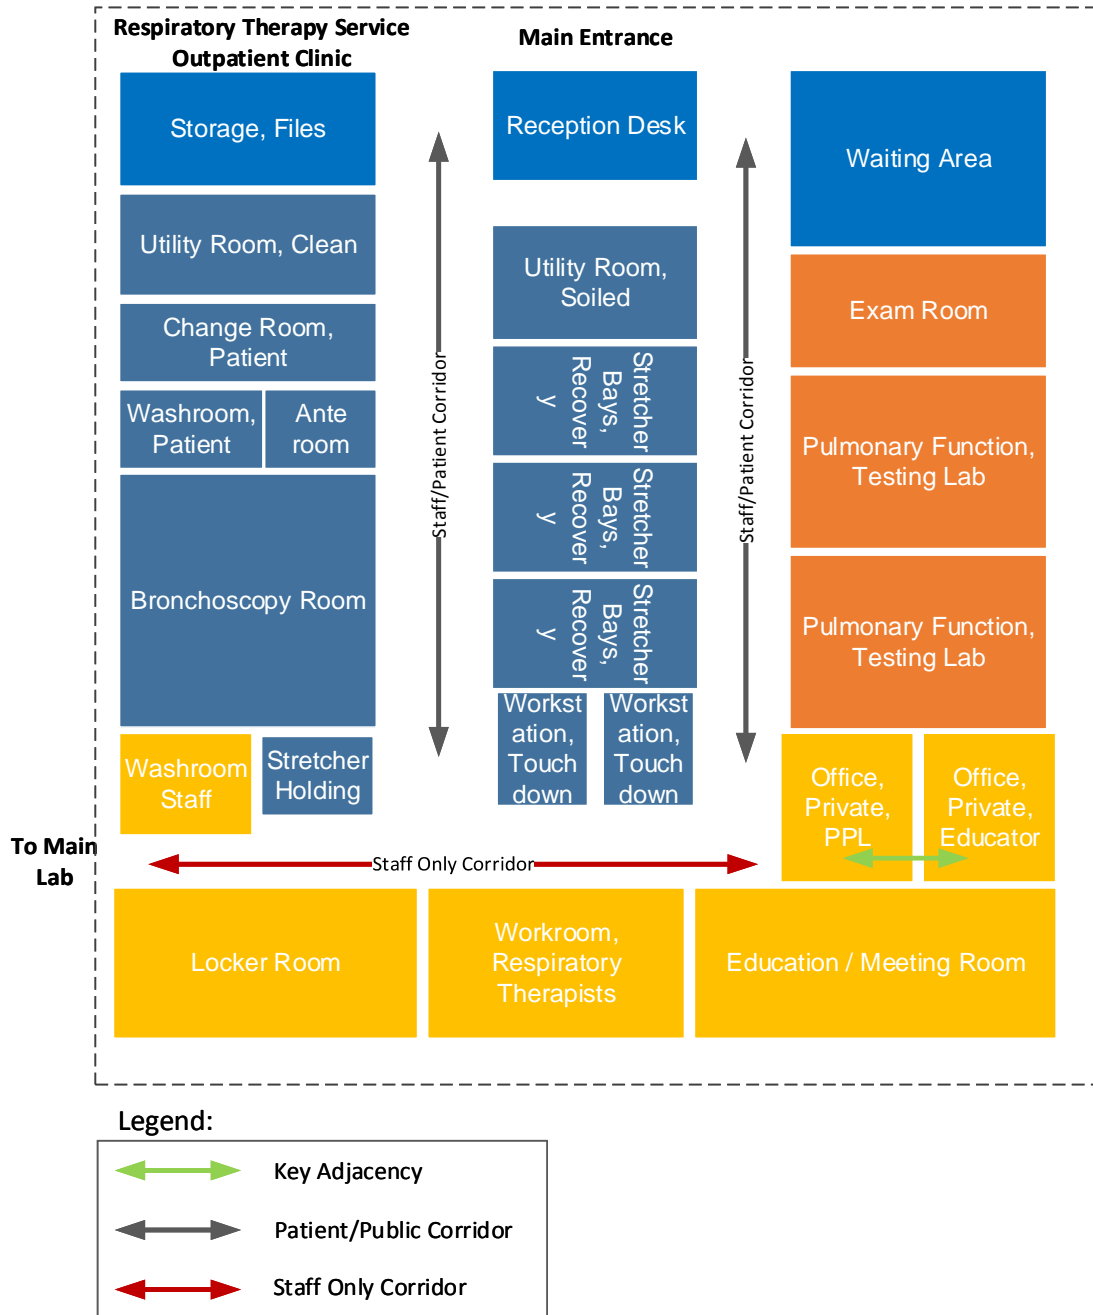 Respiratory Therapy Service
Outpatient Clinic
Main Entrance
Storage, Files
Reception Desk
Waiting Area
Utility Room, Clean
Utility Room,
Soiled
Exam Room
Change Room,
Patient
Washroom,
Patient
Ante
room
Stretcher
Bays,
Recover
y
Stretcher
Bays,
Recover
y
Stretcher
Bays,
Recover
y
Staff/Patient Corridor
Staff/Patient Corridor
Pulmonary Function,
Testing Lab
Pulmonary Function,
Testing Lab
Bronchoscopy Room
Washroom
Staff
Stretcher
Holding
Workst
ation,
Touch
down
Workst
ation,
Touch
down
Office,
Private,
PPL
Office,
Private,
Educator
To Main
Lab
Staff Only Corridor
Locker Room
Workroom,
Respiratory
Therapists
Education / Meeting Room
Legend:
Key Adjacency
Patient/Public Corridor
Staff Only Corridor